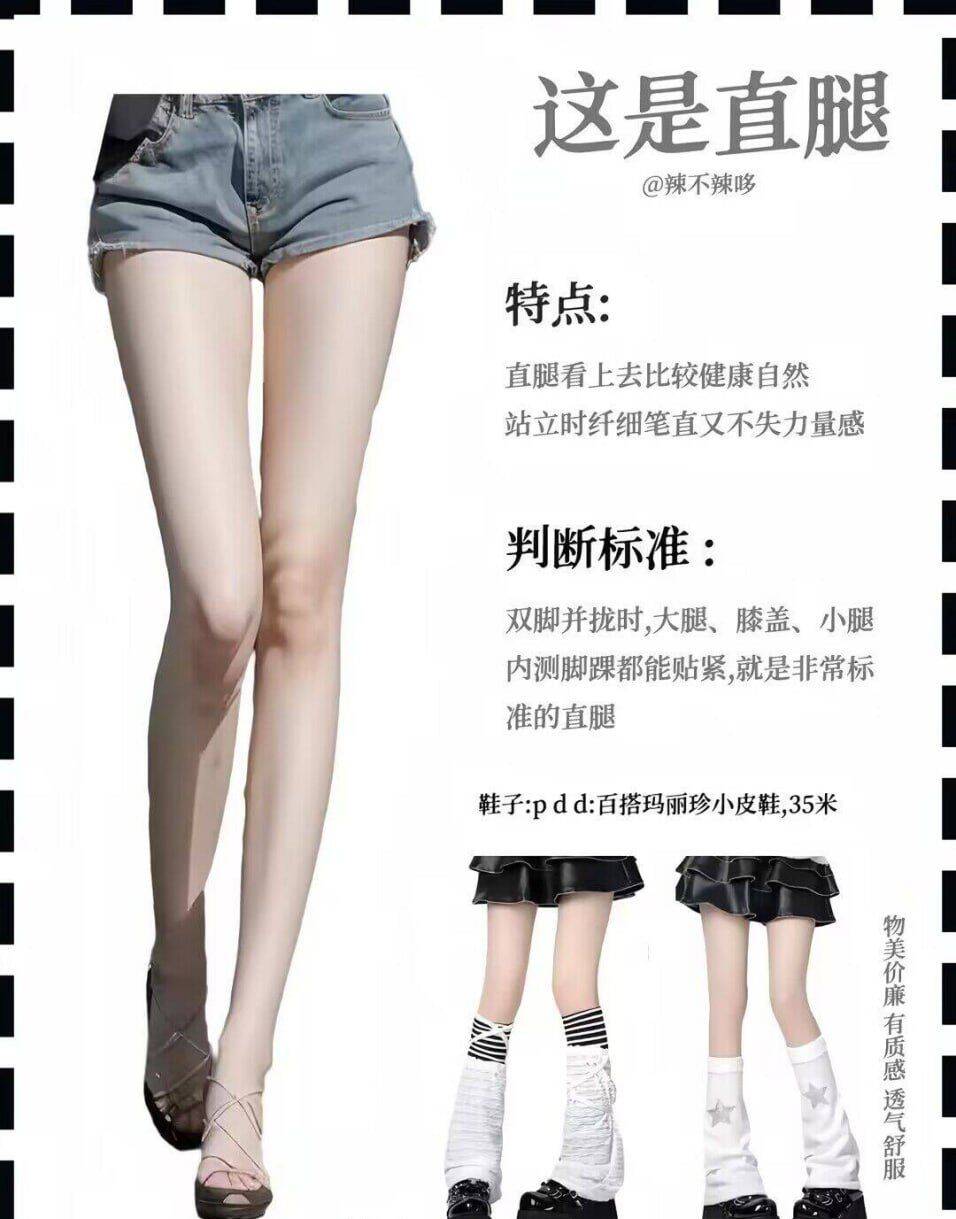 这是直腿
@辣不辣哆
特点:
直腿看上去比较健康自然
站立时纤细笔直又不失力量感
判断标准：
双脚并拢时,大腿、膝盖、小腿
内测脚踝都能贴紧,就是非常标
准的直腿
鞋子:p d d:百搭玛丽珍小皮鞋,35米
物美价廉 有质感 透气舒服